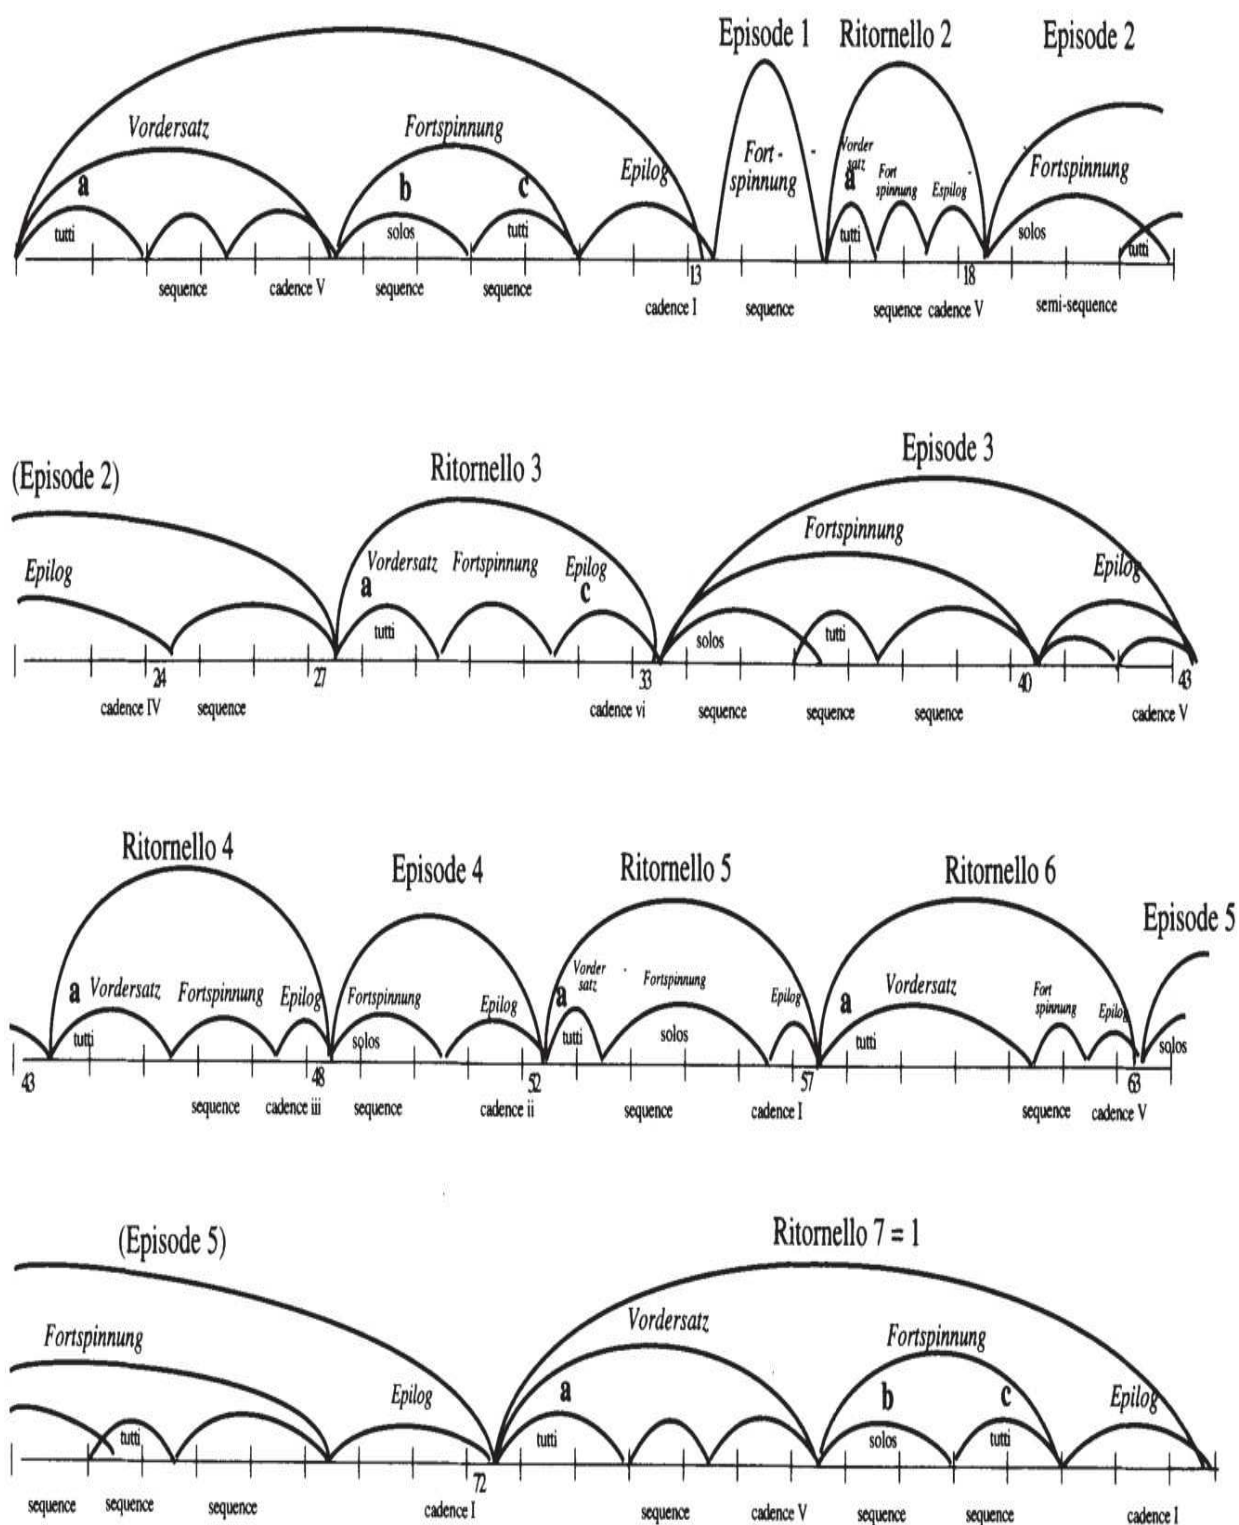 Episode 1 Ritornello 2 Episode 2
Vordersatz Fortspinnung Epilog Fort - spinnung Vorder satz Fort spinnung Espilog Fortspinnung
a b c a
tutti solos tutti tutti solos tutti
13 18
sequence cadence V sequence sequence cadence I sequence sequence cadence V semi-sequence
(Episode 2) Ritornello 3 Episode 3
Epilog Vordersatz Fortspinnung Epilog Fortspinnung Epilog
a c
tutti solos tutti
24 27 33 40 43
cadence IV sequence cadence vi sequence sequence sequence cadence V
Ritornello 4 Episode 4 Ritornello 5 Ritornello 6 Episode 5
a Vordersatz Fortspinnung Epilog Fortspinnung Epilog a Vorder satz Fortspinnung Epilog a Vordersatz Fort spinnung Epilog
tutti solos tutti solos tutti solos
43 48 52 57 63
sequence cadence iii sequence cadence ii sequence cadence I sequence cadence V
(Episode 5) Ritornello 7 = 1
Fortspinnung Epilog Vordersatz Fortspinnung Epilog
a b c
tutti tutti solos tutti
72
sequence sequence sequence cadence I sequence cadence V sequence sequence cadence I